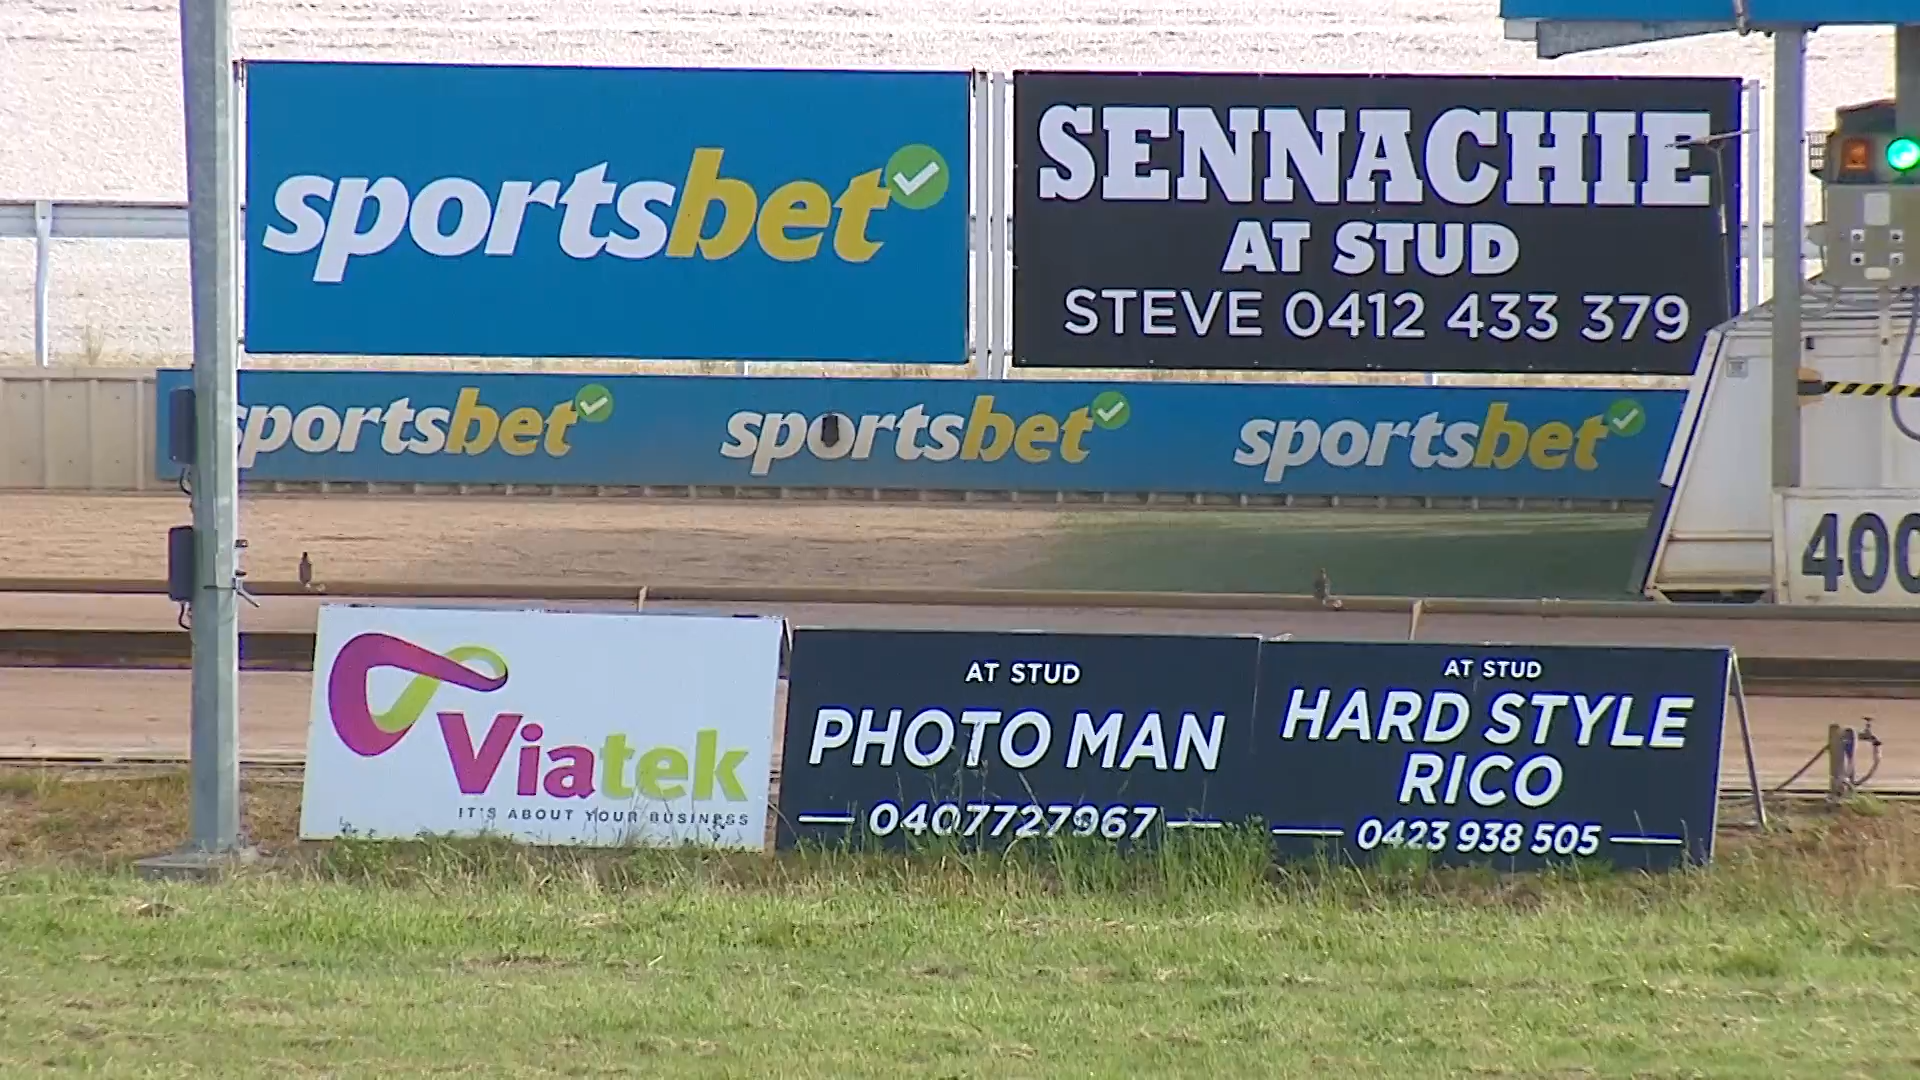 sportsbet
SENNACHIE
AT STUD
STEVE 0412 433 379
sportsbet
sportsbet
sportsbet
400
Viatek
IT'S ABOUT YOUR BUSINESS
AT STUD
PHOTO MAN
0407727967
AT STUD
HARD STYLE
RICO
0423 938 505